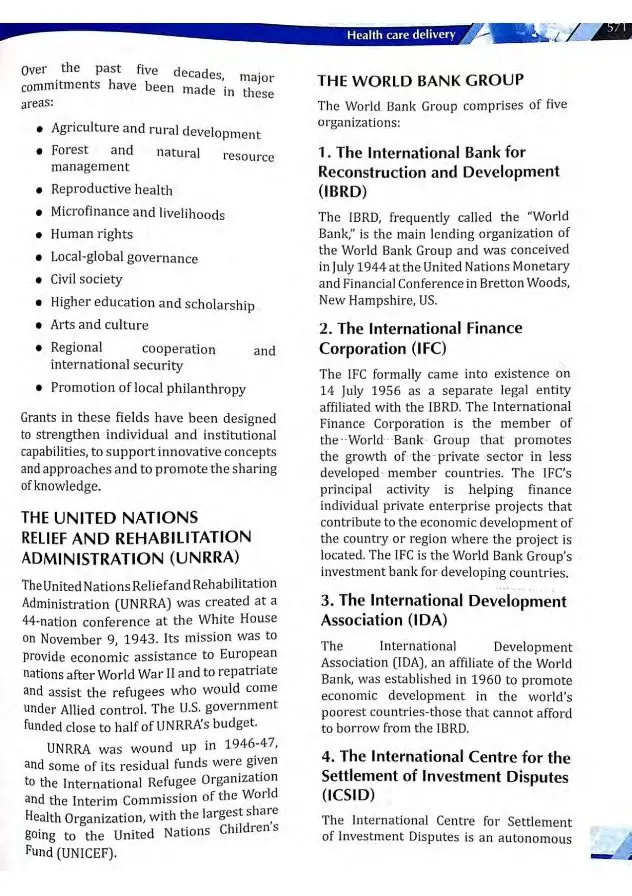 Health care delivery
571
Over the past five decades, major
commitments have been made in these
areas:
• Agriculture and rural development
• Forest and natural resource
management
• Reproductive health
• Microfinance and livelihoods
• Human rights
• Local-global governance
• Civil society
• Higher education and scholarship
• Arts and culture
• Regional cooperation and
international security
• Promotion of local philanthropy
Grants in these fields have been designed
to strengthen individual and institutional
capabilities, to support innovative concepts
and approaches and to promote the sharing
of knowledge.
THE UNITED NATIONS
RELIEF AND REHABILITATION
ADMINISTRATION (UNRRA)
The United Nations Relief and Rehabilitation
Administration (UNRRA) was created at a
44-nation conference at the White House
on November 9, 1943. Its mission was to
provide economic assistance to European
nations after World War II and to repatriate
and assist the refugees who would come
under Allied control. The U.S. government
funded close to half of UNRRA's budget.
UNRRA was wound up in 1946-47,
and some of its residual funds were given
to the International Refugee Organization
and the Interim Commission of the World
Health Organization, with the largest share
going to the United Nations Children's
Fund (UNICEF).
THE WORLD BANK GROUP
The World Bank Group comprises of five
organizations:
1. The International Bank for
Reconstruction and Development
(IBRD)
The IBRD, frequently called the "World
Bank," is the main lending organization of
the World Bank Group and was conceived
in July 1944 at the United Nations Monetary
and Financial Conference in Bretton Woods,
New Hampshire, US.
2. The International Finance
Corporation (IFC)
The IFC formally came into existence on
14 July 1956 as a separate legal entity
affiliated with the IBRD. The International
Finance Corporation is the member of
the World Bank Group that promotes
the growth of the private sector in less
developed member countries. The IFC's
principal activity is helping finance
individual private enterprise projects that
contribute to the economic development of
the country or region where the project is
located. The IFC is the World Bank Group's
investment bank for developing countries.
3. The International Development
Association (IDA)
The International Development
Association (IDA), an affiliate of the World
Bank, was established in 1960 to promote
economic development in the world's
poorest countries-those that cannot afford
to borrow from the IBRD.
4. The International Centre for the
Settlement of Investment Disputes
(ICSID)
The International Centre for Settlement
of Investment Disputes is an autonomous